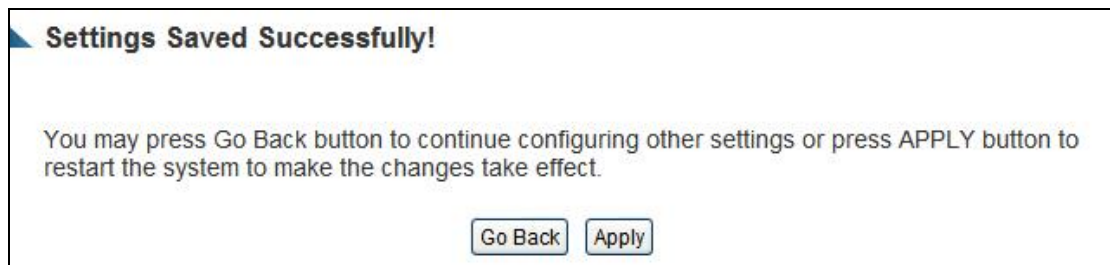 Settings Saved Successfully!
You may press Go Back button to continue configuring other settings or press APPLY button to
restart the system to make the changes take effect.
Go Back Apply